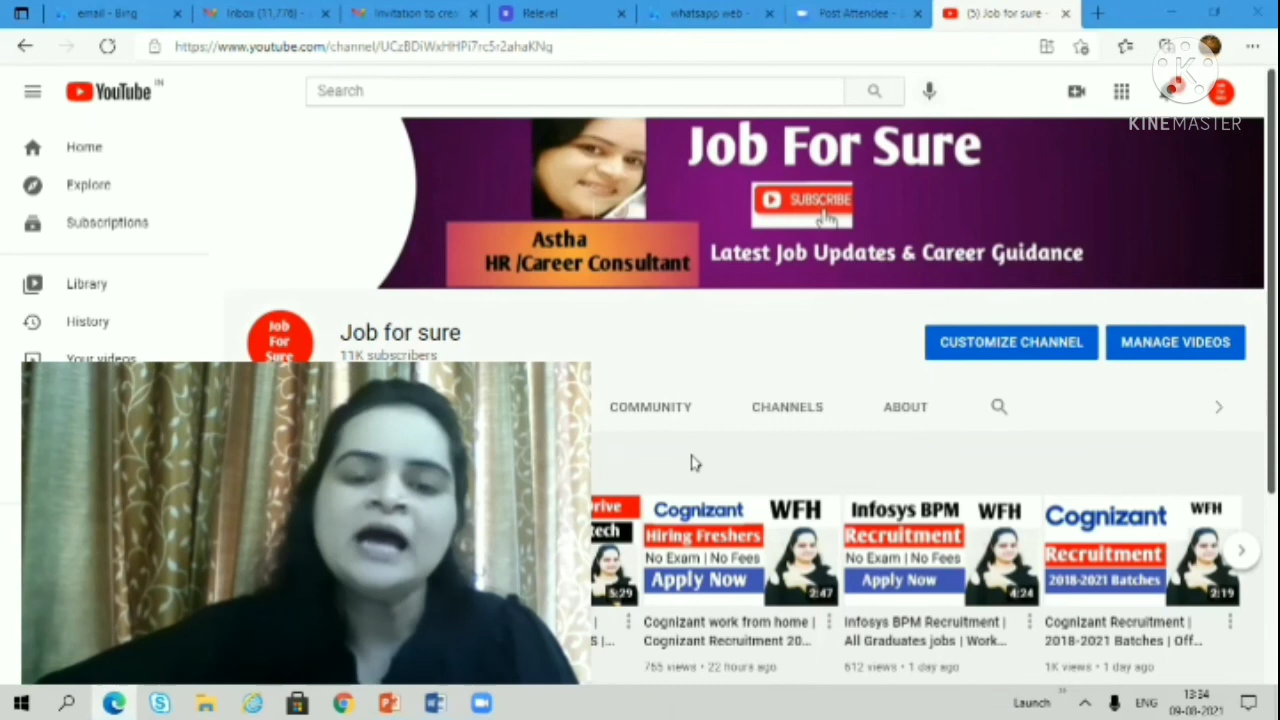 email - Bing
Inbox (11,776) -
Invitation to crea
Relevel
whatsapp web -
Post Attendee -
(5) Job for sure -
https://www.youtube.com/channel/UCzBDiWxHHPi7rc5r2ahaKNg
KINEMASTER
YouTube IN
Search
Home
Explore
Subscriptions
Library
History
Your videos
Job For Sure
SUBSCRIBE
Astha
HR /Career Consultant
Latest Job Updates & Career Guidance
Job
For
Sure
Job for sure
11K subscribers
CUSTOMIZE CHANNEL
MANAGE VIDEOS
COMMUNITY
CHANNELS
ABOUT
Drive
tech
5:29
Cognizant WFH
Hiring Freshers
No Exam | No Fees
Apply Now
2:47
Infosys BPM WFH
Recruitment
No Exam | No Fees
Apply Now
4:24
Cognizant WFH
Recruitment
2018-2021 Batches
2:19
Cognizant work from home |
Cognizant Recruitment 20...
765 views • 22 hours ago
Infosys BPM Recruitment |
All Graduates jobs | Work...
612 views • 1 day ago
Cognizant Recruitment |
2018-2021 Batches | Off...
1K views • 1 day ago
Launch
ENG
13:34
09-08-2021